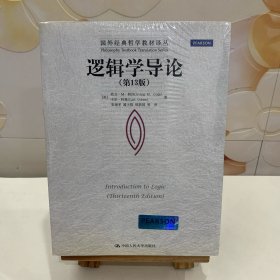 国外经典哲学教材译丛
Philosophy Textbook Translation Series
PEARSON
逻辑学导论
（第13版）
Introduction to Logic
(Thirteenth Edition)
PEARSON
中国人民大学出版社